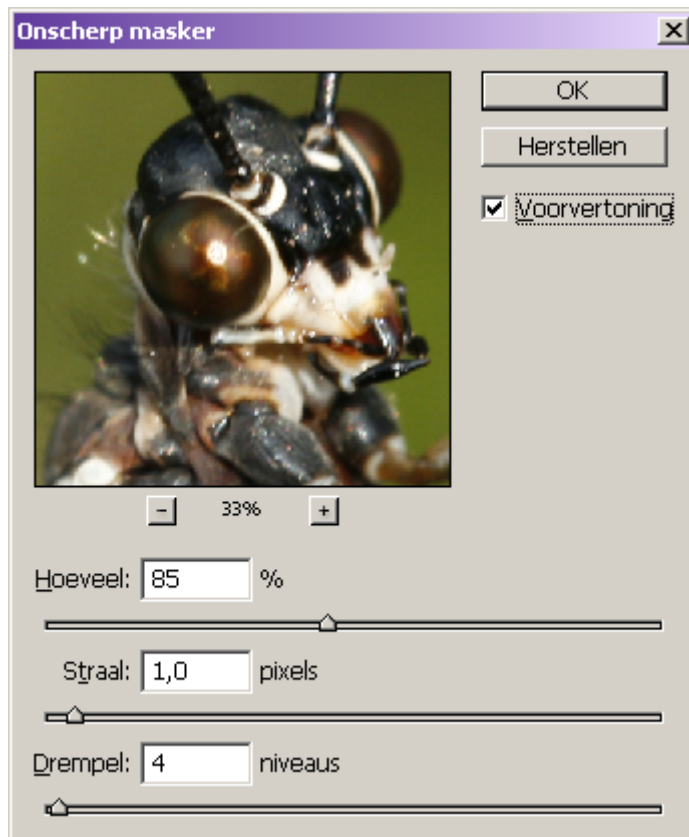 Onscherp masker
OK
Herstellen
Voorvertoning
- 33% +
Hoeveel: 85 %
Straal: 1,0 pixels
Drempel: 4 niveaus